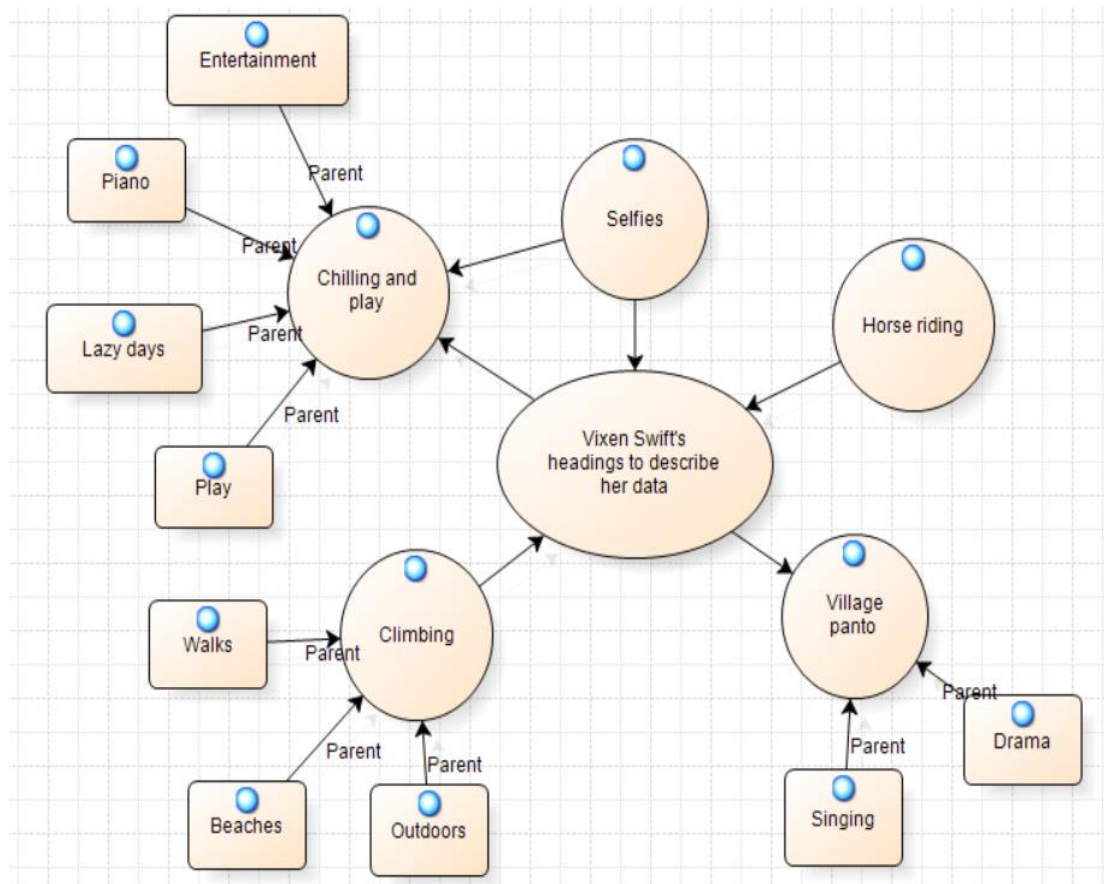 Entertainment
Parent
Piano
Parent
Selfies
Chilling and
play
Horse riding
Lazy days
Parent
Parent
Play
Vixen Swift's
headings to describe
her data
Village
panto
Climbing
Walks
Parent
Parent
Drama
Parent
Parent
Parent
Beaches
Outdoors
Singing